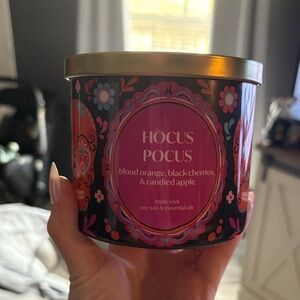 HOCUS
POCUS
blood orange, black cherries,
& candied apple
triple wick
soy wax & essential oils